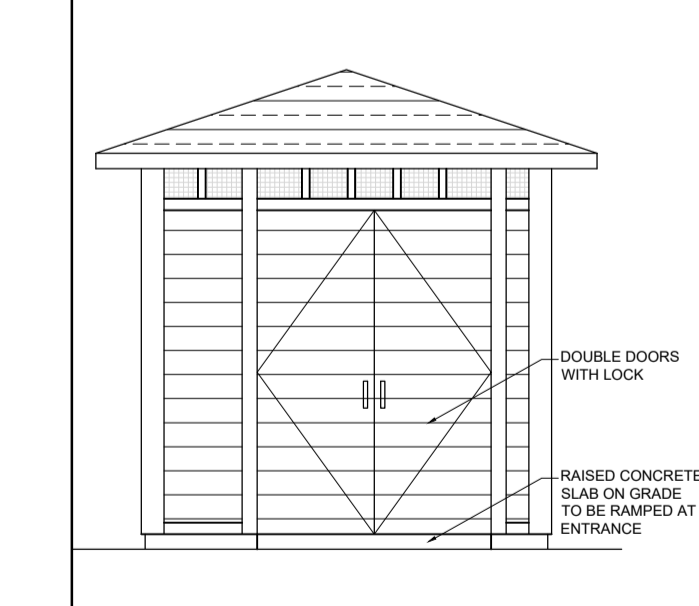 DOUBLE DOORS
WITH LOCK
RAISED CONCRETE
SLAB ON GRADE
TO BE RAMPED AT
ENTRANCE